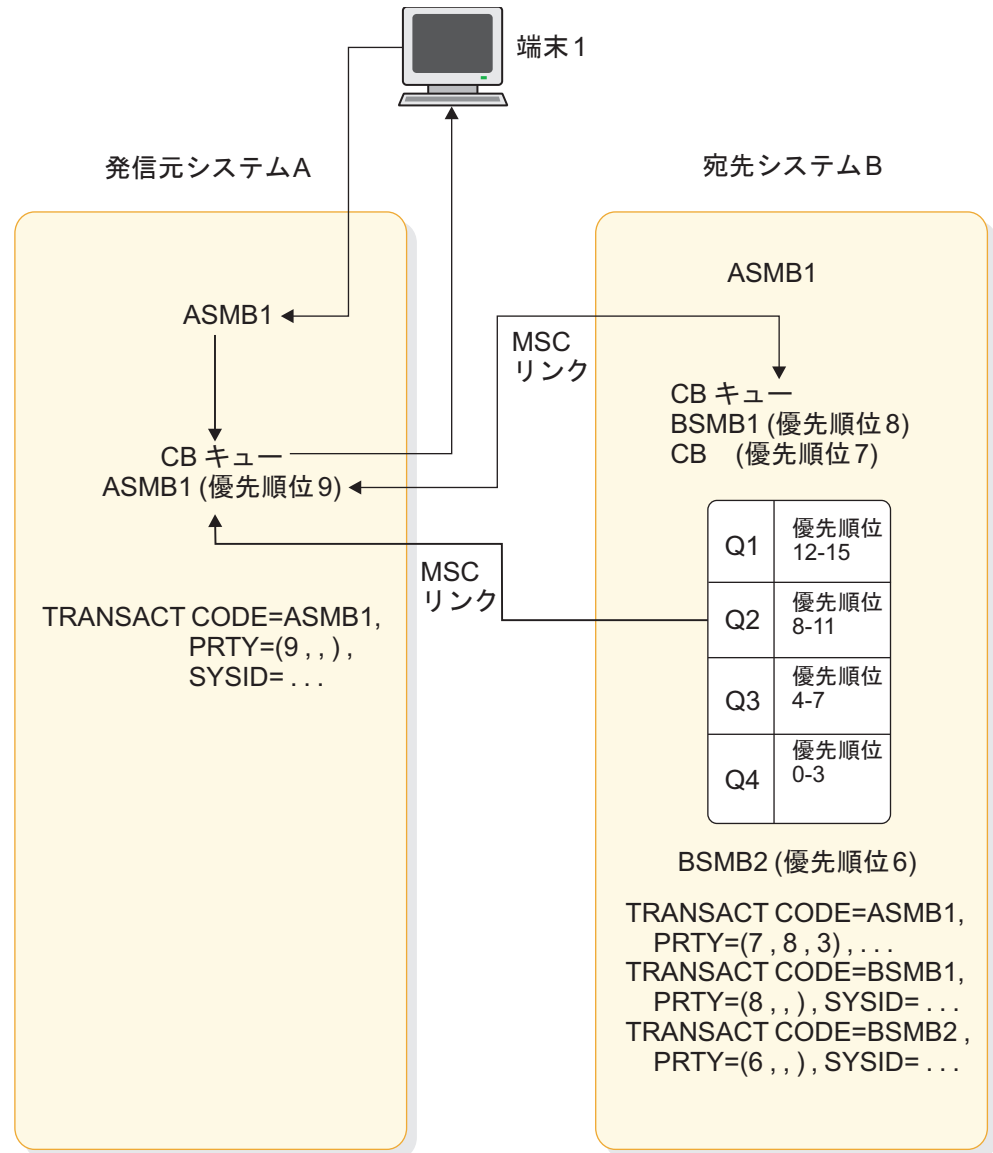 端末1
発信元システムA
宛先システムB
ASMB1
CB キュー
ASMB1 (優先順位9)
TRANSACT CODE=ASMB1,
PRTY=(9 , , ) ,
SYSID= . . .
MSC
リンク
MSC
リンク
ASMB1
CB キュー
BSMB1 (優先順位8)
CB (優先順位7)
Q1 優先順位
12-15
Q2 優先順位
8-11
Q3 優先順位
4-7
Q4 優先順位
0-3
BSMB2 (優先順位6)
TRANSACT CODE=ASMB1,
PRTY=(7 , 8 , 3) , . . .
TRANSACT CODE=BSMB1,
PRTY=(8 , , ) , SYSID= . . .
TRANSACT CODE=BSMB2 ,
PRTY=(6 , , ) , SYSID= . . .